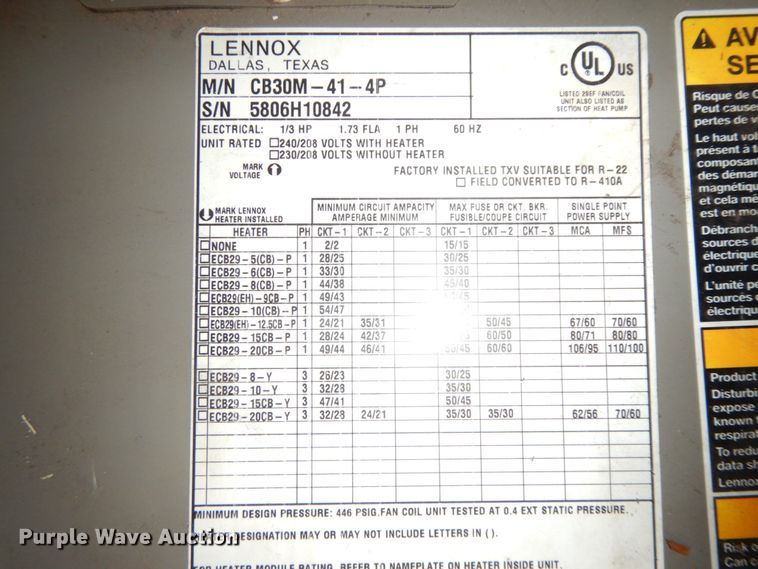 LENNOX
DALLAS, TEXAS
M/N CB30M-41-4P
S/N 5806H10842
C UL US
LISTED 26EF FAN/COIL
UNIT ALSO LISTED AS
SECTION OF HEAT PUMP
ELECTRICAL: 1/3 HP 1.73 FLA 1 PH 60 HZ
UNIT RATED □240/208 VOLTS WITH HEATER
□230/208 VOLTS WITHOUT HEATER
MARK VOLTAGE
FACTORY INSTALLED TXV SUITABLE FOR R-22
□ FIELD CONVERTED TO R-410A
MARK LENNOX HEATER INSTALLED
MINIMUM CIRCUIT AMPACITY AMPERAGE MINIMUM
MAX FUSE OR CKT. BKR. FUSIBLE/COUPE CIRCUIT
SINGLE POINT POWER SUPPLY
HEATER PH CKT-1 CKT-2 CKT-3 CKT-1 CKT-2 CKT-3 MCA MFS
□NONE 1 2/2 15/15
□ECB29-5(CB)-P 1 28/25 30/25
□ECB29-6(CB)-P 1 33/30 35/30
□ECB29-8(CB)-P 1 44/38 45/40
□ECB29(EH)-9CB-P 1 49/43
□ECB29-10(CB)-P 1 54/47
□ECB29(EH)-12.5CB-P 1 24/21 35/31 50/45 67/60 70/60
□ECB29-15CB-P 1 28/24 42/37 60/50 80/71 80/80
□ECB29-20CB-P 1 49/44 46/41 60/60 106/95 110/100
□ECB29-8-Y 3 26/23 30/25
□ECB29-10-Y 3 32/28 35/30
□ECB29-15CB-Y 3 47/41 50/45
□ECB29-20CB-Y 3 32/28 24/21 35/30 35/30 62/56 70/60
MINIMUM DESIGN PRESSURE: 446 PSIG. FAN COIL UNIT TESTED AT 0.4 EXT STATIC PRESSURE.
HEATER DESIGNATION MAY OR MAY NOT INCLUDE LETTERS IN ( ).
FOR HEATER MODULE RATING, REFER TO NAMEPLATE ON HEATER INSIDE UNIT.
AV
SE
Risque de
Peut cause
pertes de
Le haut
présent à
composan
des déma
magnétiqu
et cela
est en
Débranche
sources
électrique
d'ouvrir
L'unité
sources
électrique
Product
Disturbi
expose
known
respirat
To redu
data sh
Lennox
Risk
Can
Purple Wave Auction